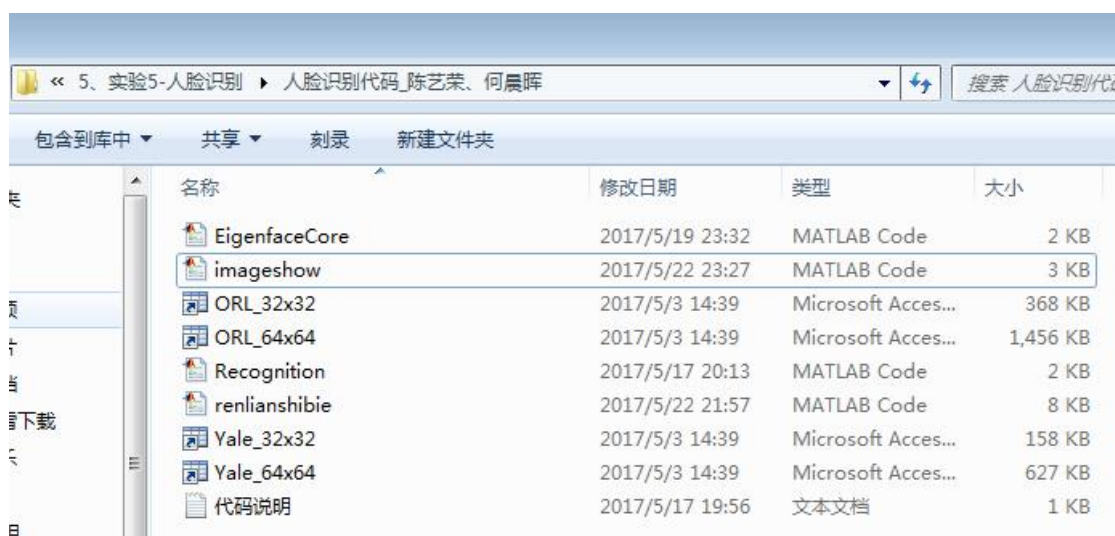 « 5、实验5-人脸识别 ▸ 人脸识别代码_陈艺荣、何晨晖 搜索 人脸识别代
包含到库中 共享 刻录 新建文件夹
名称 修改日期 类型 大小
EigenfaceCore 2017/5/19 23:32 MATLAB Code 2 KB
imageshow 2017/5/22 23:27 MATLAB Code 3 KB
ORL_32x32 2017/5/3 14:39 Microsoft Acces... 368 KB
ORL_64x64 2017/5/3 14:39 Microsoft Acces... 1,456 KB
Recognition 2017/5/17 20:13 MATLAB Code 2 KB
renlianshibie 2017/5/22 21:57 MATLAB Code 8 KB
下载 Yale_32x32 2017/5/3 14:39 Microsoft Acces... 158 KB
Yale_64x64 2017/5/3 14:39 Microsoft Acces... 627 KB
代码说明 2017/5/17 19:56 文本文档 1 KB